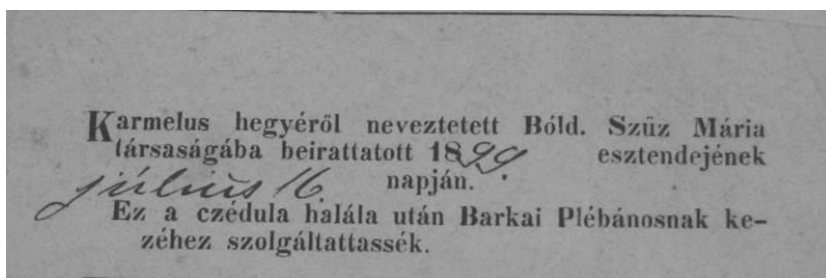 Karmelus hegyéről neveztetett Bóld. Szűz Mária
társaságába beirattatott 1899. esztendejének
július 16. napján.
Ez a czédula halála után Barkai Plébánosnak ke-
zéhez szolgáltattassék.